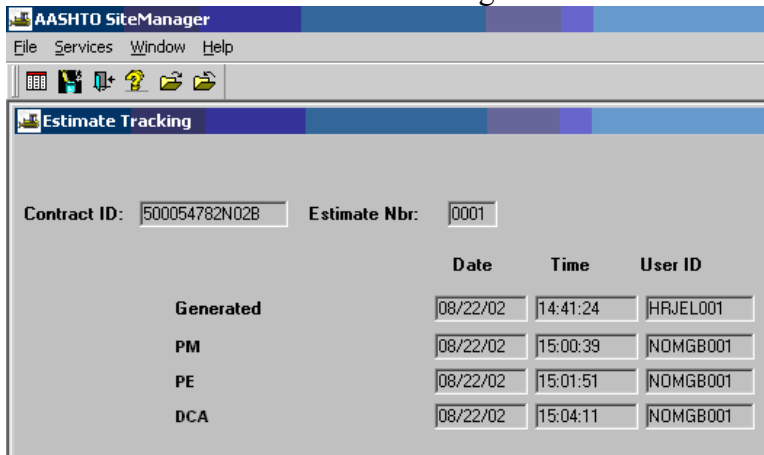 AASHTO SiteManager
File Services Window Help
Estimate Tracking
Contract ID: 500054782N02B Estimate Nbr: 0001
Date Time User ID
Generated 08/22/02 14:41:24 HRJEL001
PM 08/22/02 15:00:39 NOMGB001
PE 08/22/02 15:01:51 NOMGB001
DCA 08/22/02 15:04:11 NOMGB001